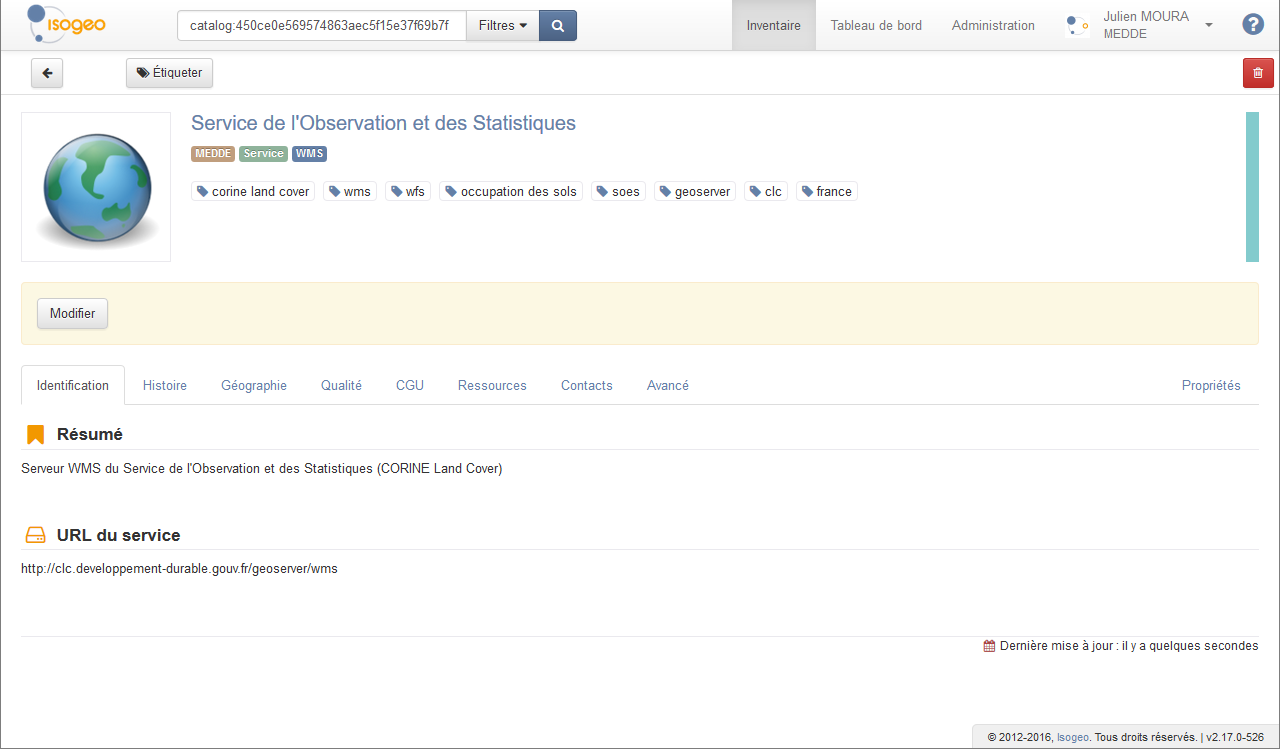 isogeo
catalog:450ce0e569574863aec5f15e37f69b7f Filtres
Inventaire Tableau de bord Administration Julien MOURA
MEDDE
?
Étiqueter
Service de l'Observation et des Statistiques
MEDDE Service WMS
corine land cover wms wfs occupation des sols soes geoserver clc france
Modifier
Identification Histoire Géographie Qualité CGU Ressources Contacts Avancé Propriétés
Résumé
Serveur WMS du Service de l'Observation et des Statistiques (CORINE Land Cover)
URL du service
http://clc.developpement-durable.gouv.fr/geoserver/wms
Dernière mise à jour : il y a quelques secondes
© 2012-2016, Isogeo. Tous droits réservés. | v2.17.0-526